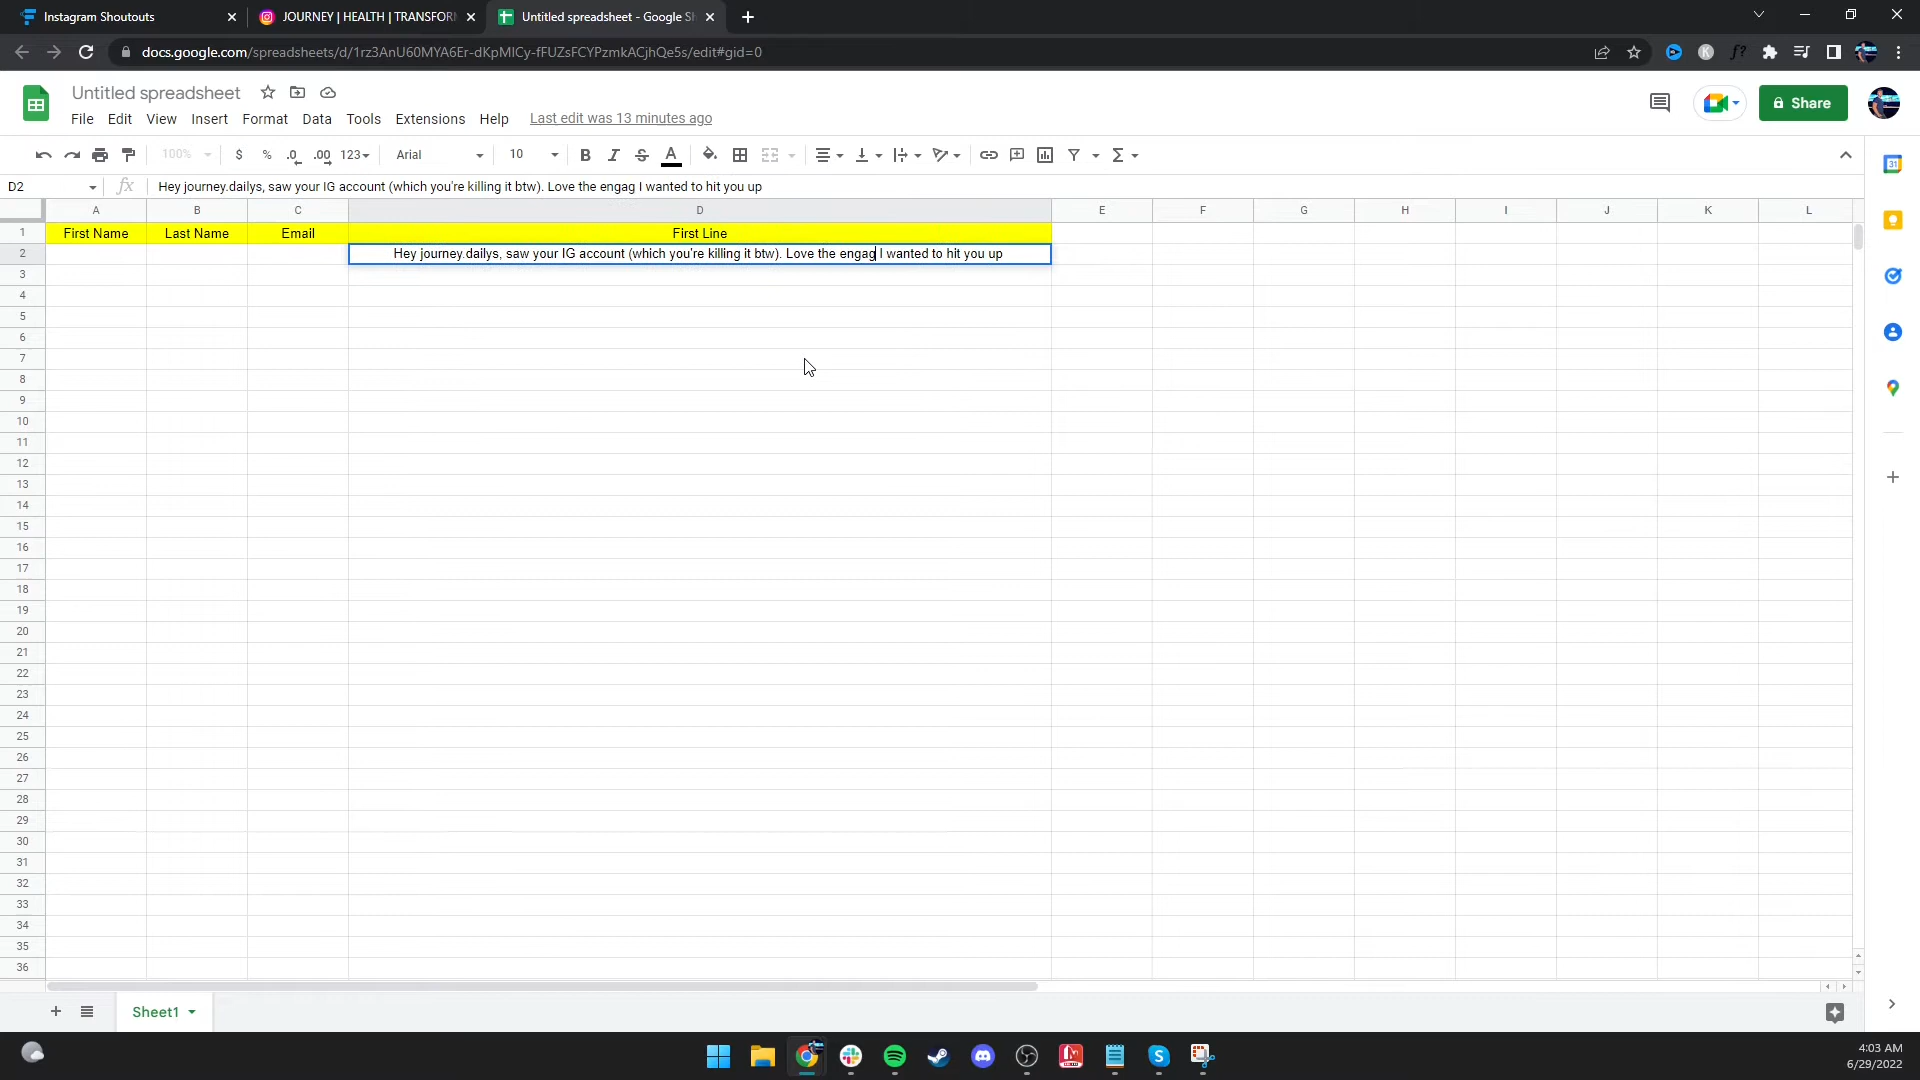 Instagram Shoutouts
JOURNEY | HEALTH | TRANSFOR
Untitled spreadsheet - Google Sh
docs.google.com/spreadsheets/d/1rz3AnU60MYA6Er-dKpMlCy-fFUZsFCYPzmkACjhQe5s/edit#gid=0
Untitled spreadsheet
File Edit View Insert Format Data Tools Extensions Help Last edit was 13 minutes ago
Share
100% $ % .0 .00 123 Arial 10 B I S A
D2 fx Hey journey.dailys, saw your IG account (which you're killing it btw). Love the engag I wanted to hit you up
A B C D E F G H I J K L
1 First Name Last Name Email First Line
2 Hey journey.dailys, saw your IG account (which you're killing it btw). Love the engag I wanted to hit you up
3
4
5
6
7
8
9
10
11
12
13
14
15
16
17
18
19
20
21
22
23
24
25
26
27
28
29
30
31
32
33
34
35
36
Sheet1
4:03 AM
6/29/2022